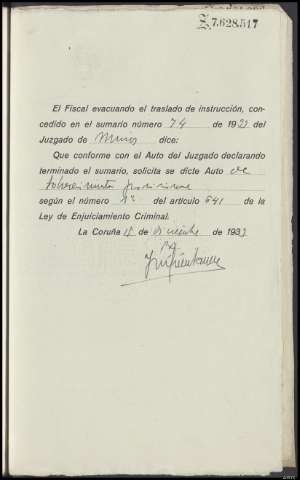 Z.7.628.517
El Fiscal evacuando el traslado de instrucción, con-
cedido en el sumario número 74 de 193 del
Juzgado de dice:
Que conforme con el Auto del Juzgado declarando
terminado el sumario, solicita se dicte Auto de
sobreseimiento provisional
según el número 1º del artículo 641 de la
Ley de Enjuiciamiento Criminal.
La Coruña 15 de Diciembre de 1933